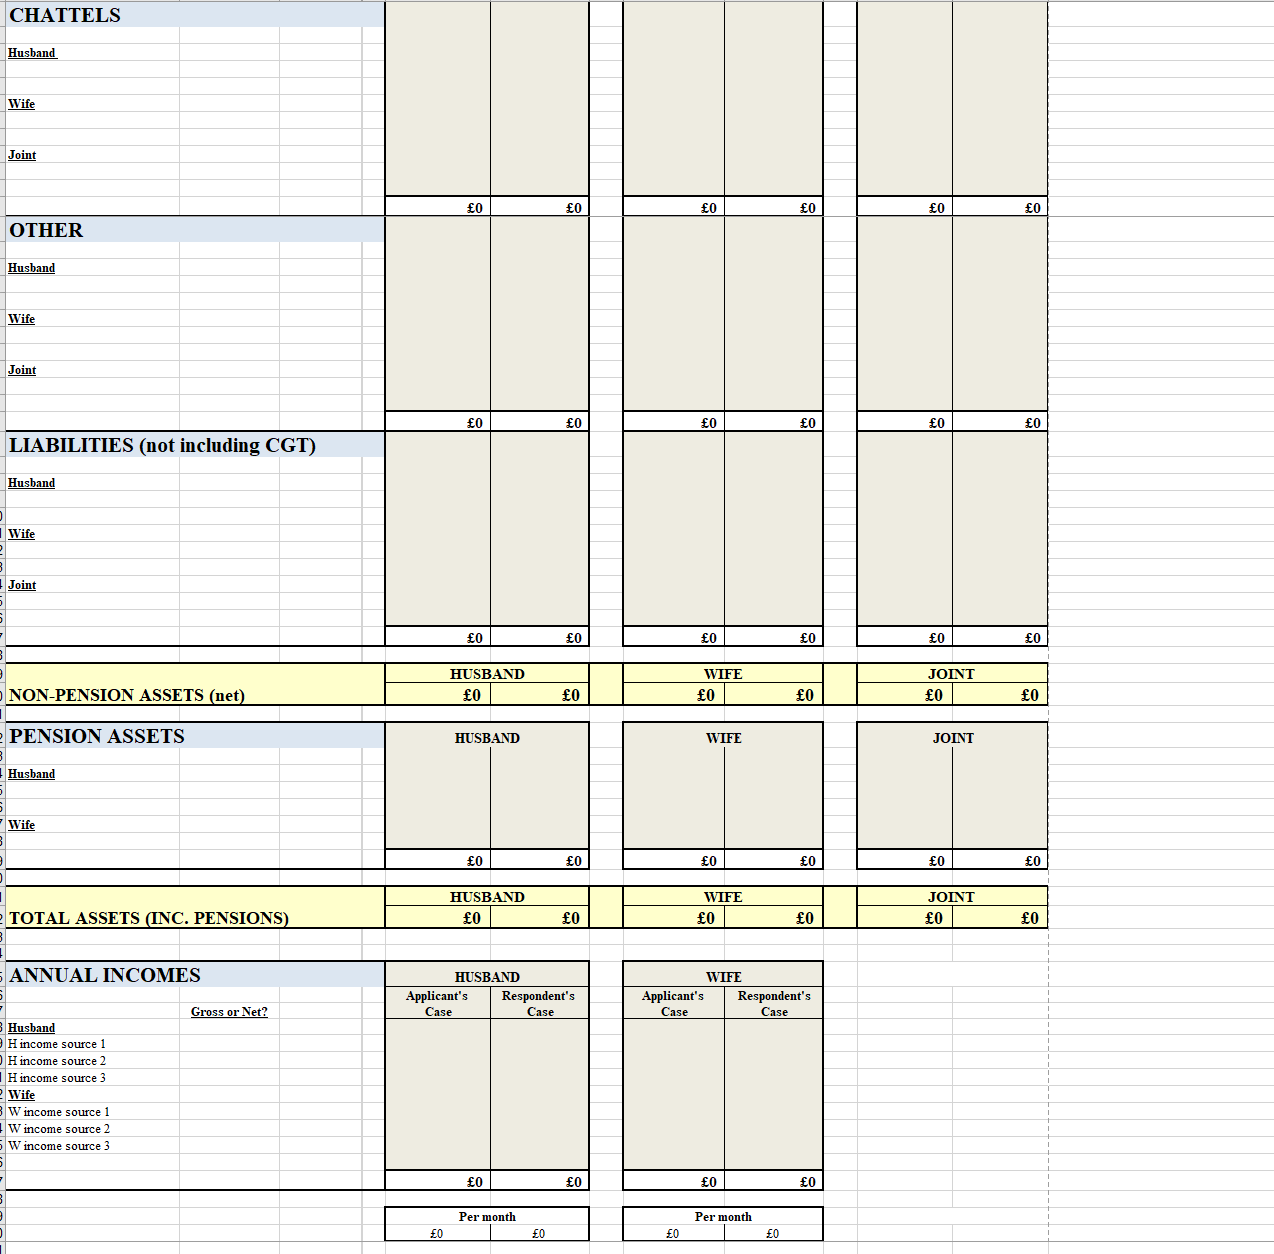 CHATTELS
Husband
Wife
Joint
£0 £0 £0 £0 £0 £0
OTHER
Husband
Wife
Joint
£0 £0 £0 £0 £0 £0
LIABILITIES (not including CGT)
Husband
Wife
Joint
£0 £0 £0 £0 £0 £0
HUSBAND WIFE JOINT
NON-PENSION ASSETS (net) £0 £0 £0 £0 £0 £0
PENSION ASSETS HUSBAND WIFE JOINT
Husband
Wife
£0 £0 £0 £0 £0 £0
HUSBAND WIFE JOINT
TOTAL ASSETS (INC. PENSIONS) £0 £0 £0 £0 £0 £0
ANNUAL INCOMES HUSBAND WIFE
Applicant's Respondent's Applicant's Respondent's
Gross or Net? Case Case Case Case
Husband
H income source 1
H income source 2
H income source 3
Wife
W income source 1
W income source 2
W income source 3
£0 £0 £0 £0
Per month Per month
£0 £0 £0 £0